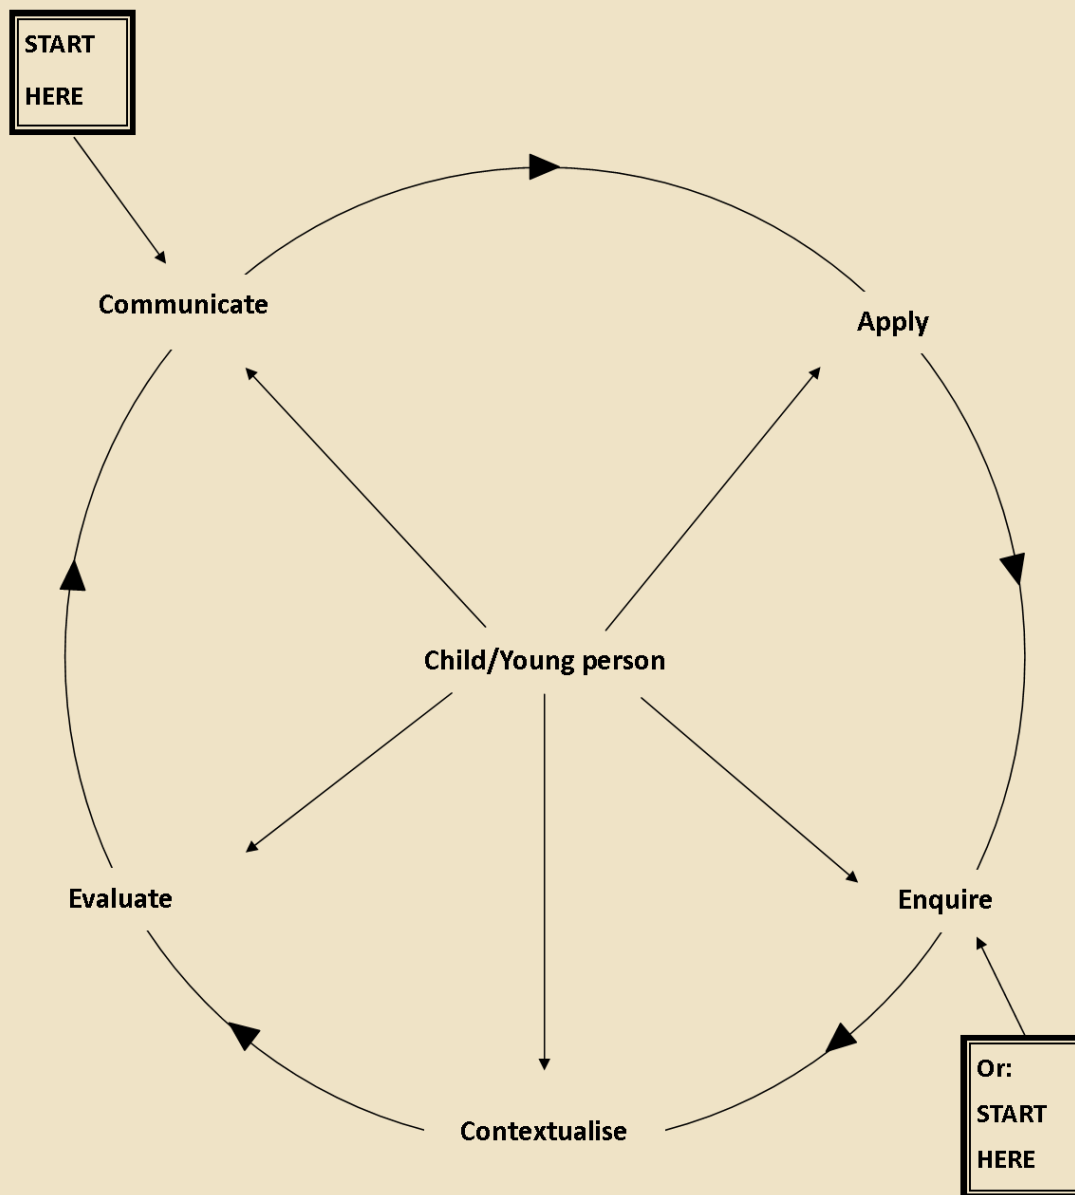 START
HERE
Communicate
Apply
Child/Young person
Evaluate
Enquire
Contextualise
Or:
START
HERE